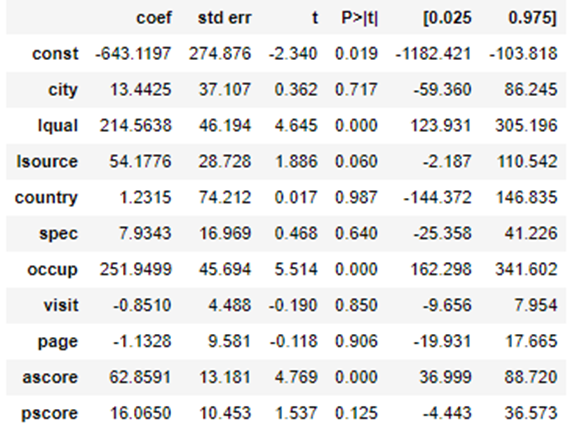 coef std err t P>|t| [0.025 0.975]
const -643.1197 274.876 -2.340 0.019 -1182.421 -103.818
city 13.4425 37.107 0.362 0.717 -59.360 86.245
lqual 214.5638 46.194 4.645 0.000 123.931 305.196
lsource 54.1776 28.728 1.886 0.060 -2.187 110.542
country 1.2315 74.212 0.017 0.987 -144.372 146.835
spec 7.9343 16.969 0.468 0.640 -25.358 41.226
occup 251.9499 45.694 5.514 0.000 162.298 341.602
visit -0.8510 4.488 -0.190 0.850 -9.656 7.954
page -1.1328 9.581 -0.118 0.906 -19.931 17.665
ascore 62.8591 13.181 4.769 0.000 36.999 88.720
pscore 16.0650 10.453 1.537 0.125 -4.443 36.573